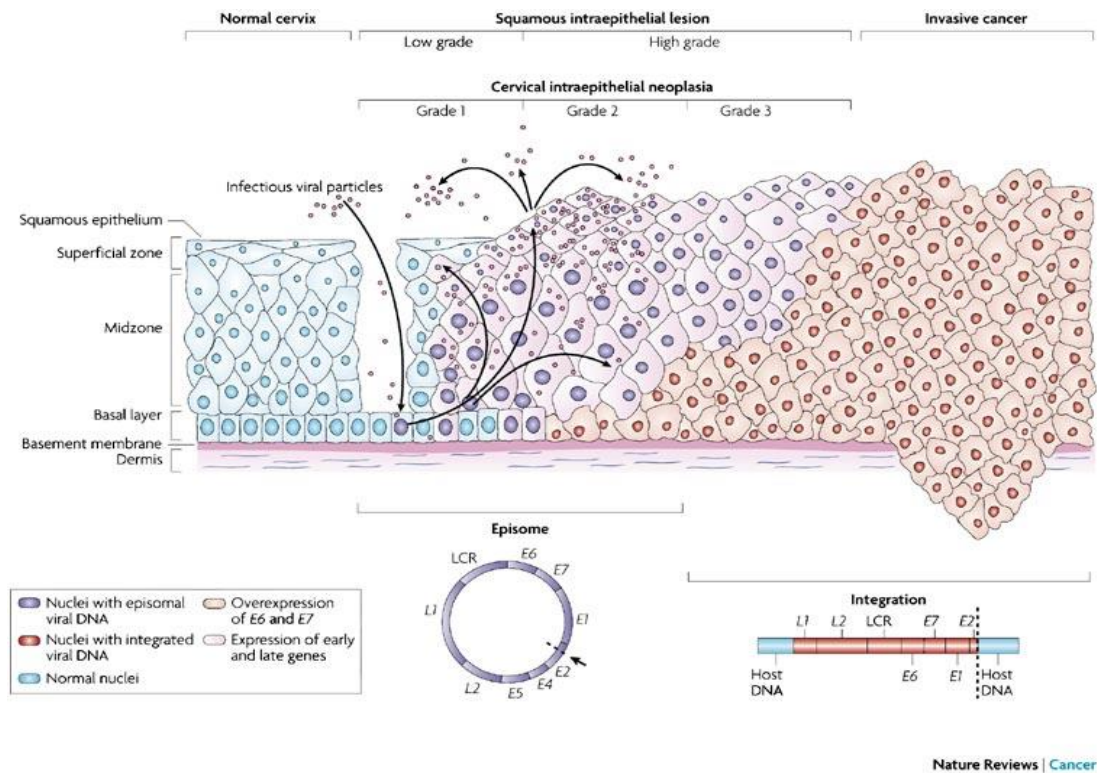 Normal cervix
Squamous intraepithelial lesion
Invasive cancer
Low grade
High grade
Cervical intraepithelial neoplasia
Grade 1
Grade 2
Grade 3
Infectious viral particles
Squamous epithelium
Superficial zone
Midzone
Basal layer
Basement membrane
Dermis
Episome
LCR
E6
E7
E1
E2
E4
E5
L2
L1
Nuclei with episomal
viral DNA
Nuclei with integrated
viral DNA
Normal nuclei
Overexpression
of E6 and E7
Expression of early
and late genes
Integration
L1 L2 LCR E7 E2
Host
DNA
E6 E1
Host
DNA
Nature Reviews | Cancer